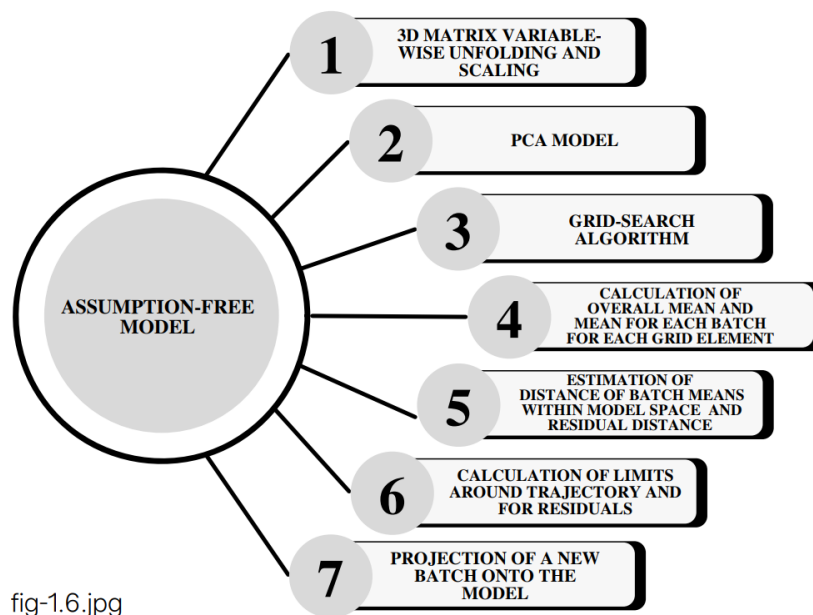 1
3D MATRIX VARIABLE-
WISE UNFOLDING AND
SCALING
2
PCA MODEL
3
GRID-SEARCH
ALGORITHM
ASSUMPTION-FREE
MODEL
4
CALCULATION OF
OVERALL MEAN AND
MEAN FOR EACH BATCH
FOR EACH GRID ELEMENT
5
ESTIMATION OF
DISTANCE OF BATCH MEANS
WITHIN MODEL SPACE AND
RESIDUAL DISTANCE
6
CALCULATION OF LIMITS
AROUND TRAJECTORY AND
FOR RESIDUALS
7
PROJECTION OF A NEW
BATCH ONTO THE
MODEL
fig-1.6.jpg